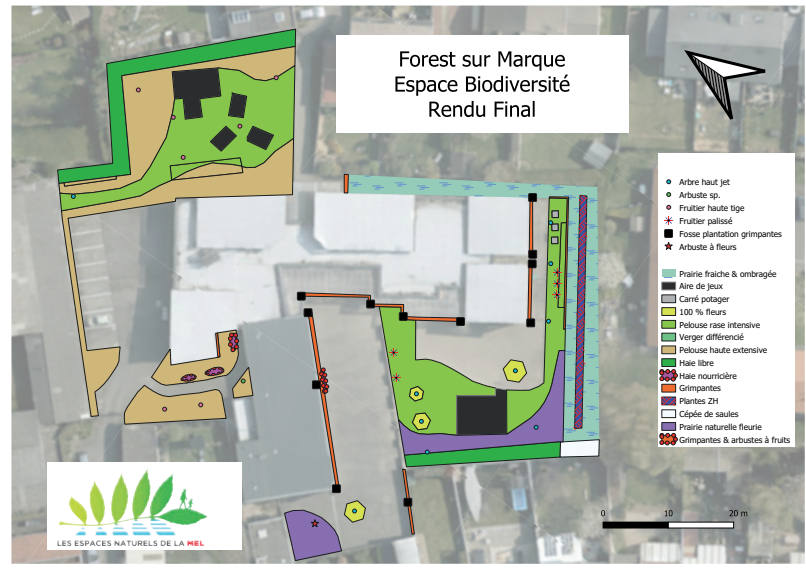 Forest sur Marque
Espace Biodiversité
Rendu Final
Arbre haut jet
Arbuste sp.
Fruitier haute tige
Fruitier palissé
Fosse plantation grimpantes
Arbuste à fleurs
Prairie fraiche & ombragée
Aire de jeux
Carré potager
100 % fleurs
Pelouse rase intensive
Verger différencié
Pelouse haute extensive
Haie libre
Haie nourricière
Grimpantes
Plantes ZH
Cépée de saules
Prairie naturelle fleurie
Grimpantes & arbustes à fruits
0 10 20 m
LES ESPACES NATURELS DE LA MEL